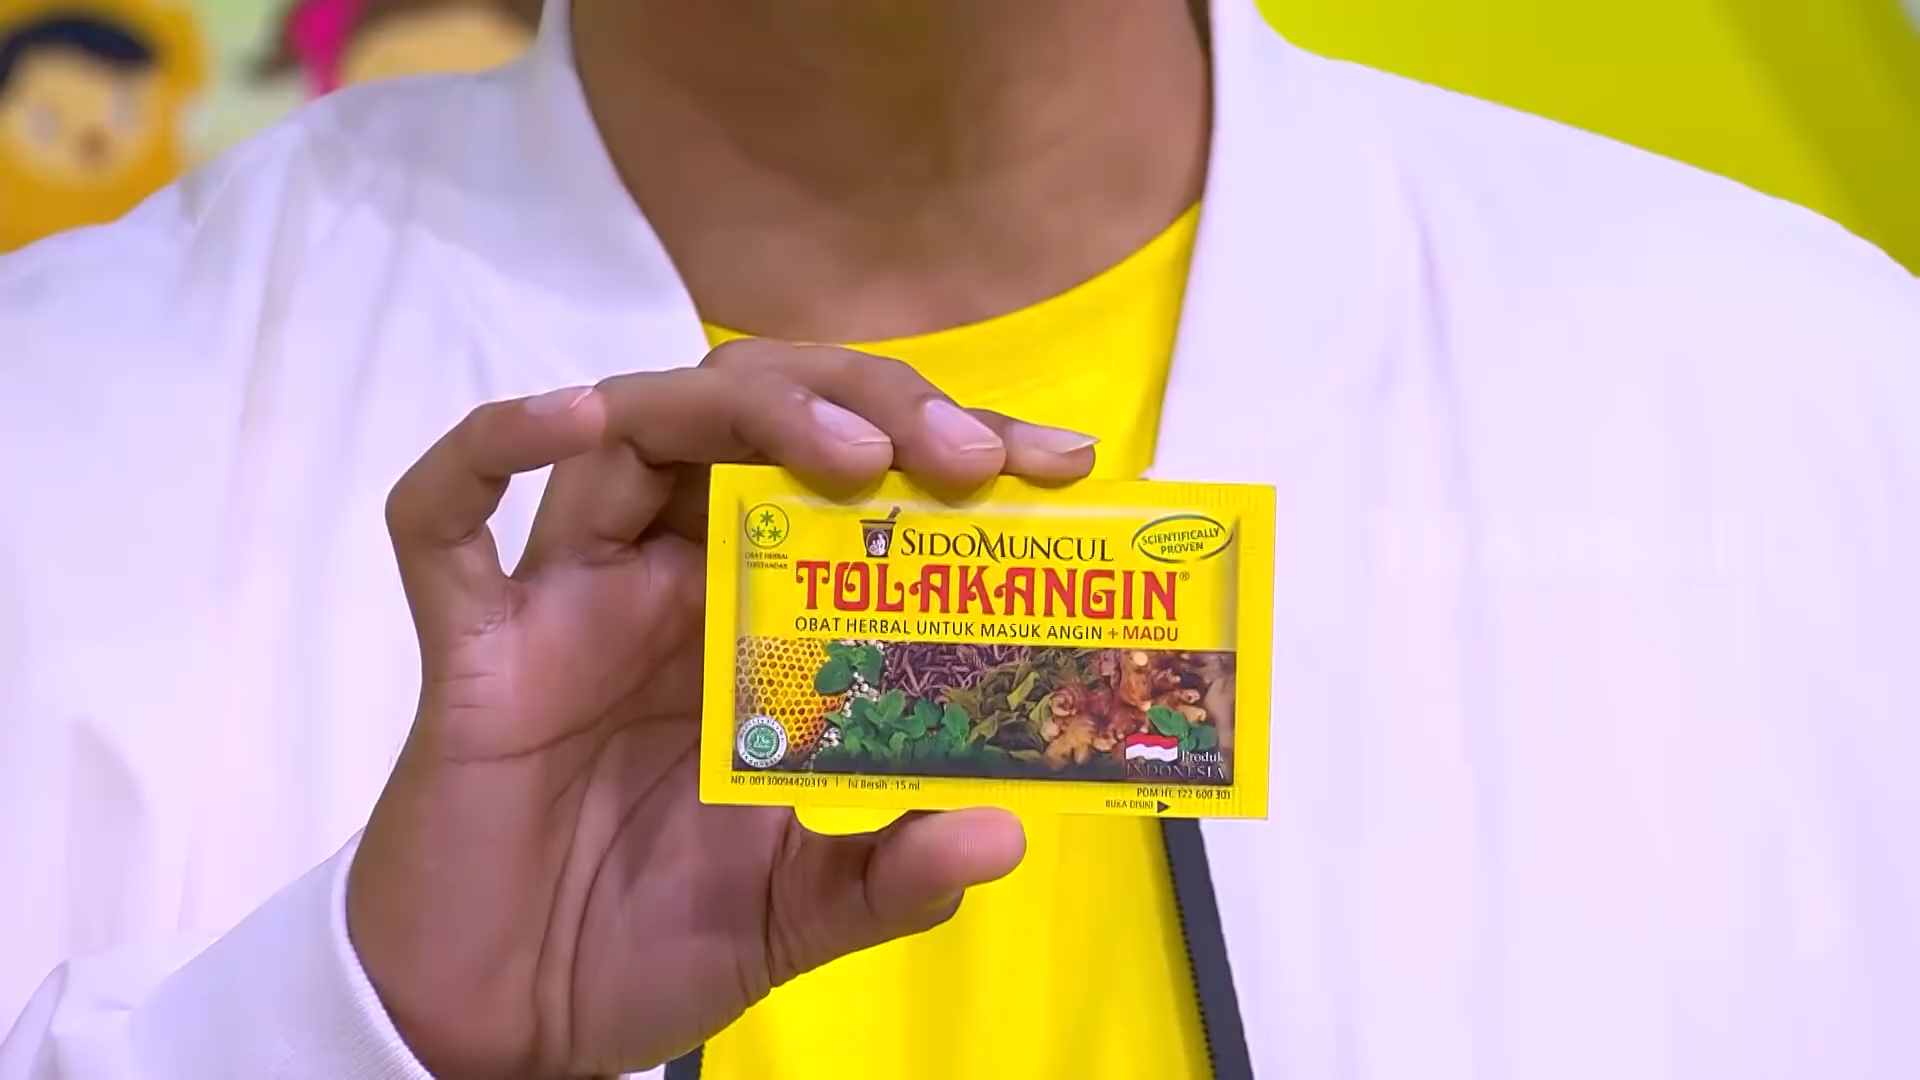 SIDOMUNCUL
SCIENTIFICALLY
PROVEN
OBAT HERBAL
TERSTANDAR
TOLAKANGIN®
OBAT HERBAL UNTUK MASUK ANGIN + MADU
Produk
INDONESIA
NO. 00130094420319 | Isi Bersih : 15 ml
POM HT. 122 600 301
BUKA DISINI